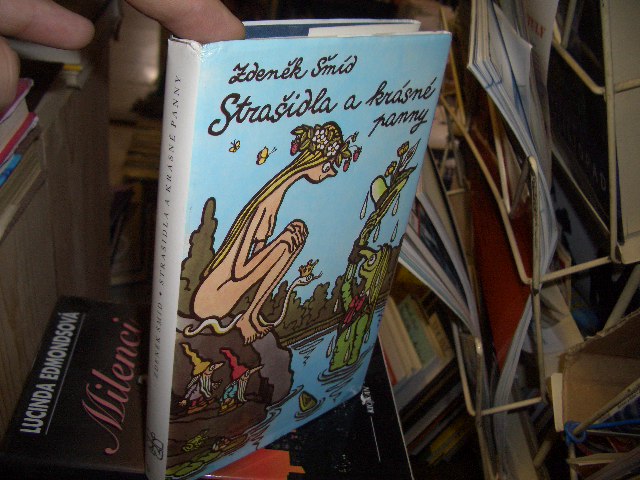 Zdeněk Šmíd
Strašidla a krásné
panny
ZDENĚK ŠMÍD • STRAŠIDLA A KRÁSNÉ PANNY
LUCINDA EDMONDSOVÁ
Milenci